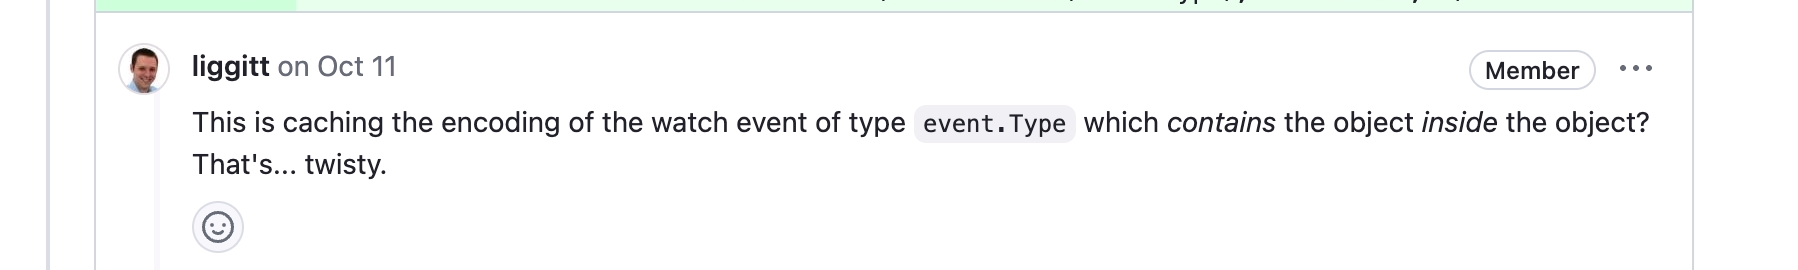 liggitt on Oct 11
Member
This is caching the encoding of the watch event of type event.Type which contains the object inside the object?
That's... twisty.